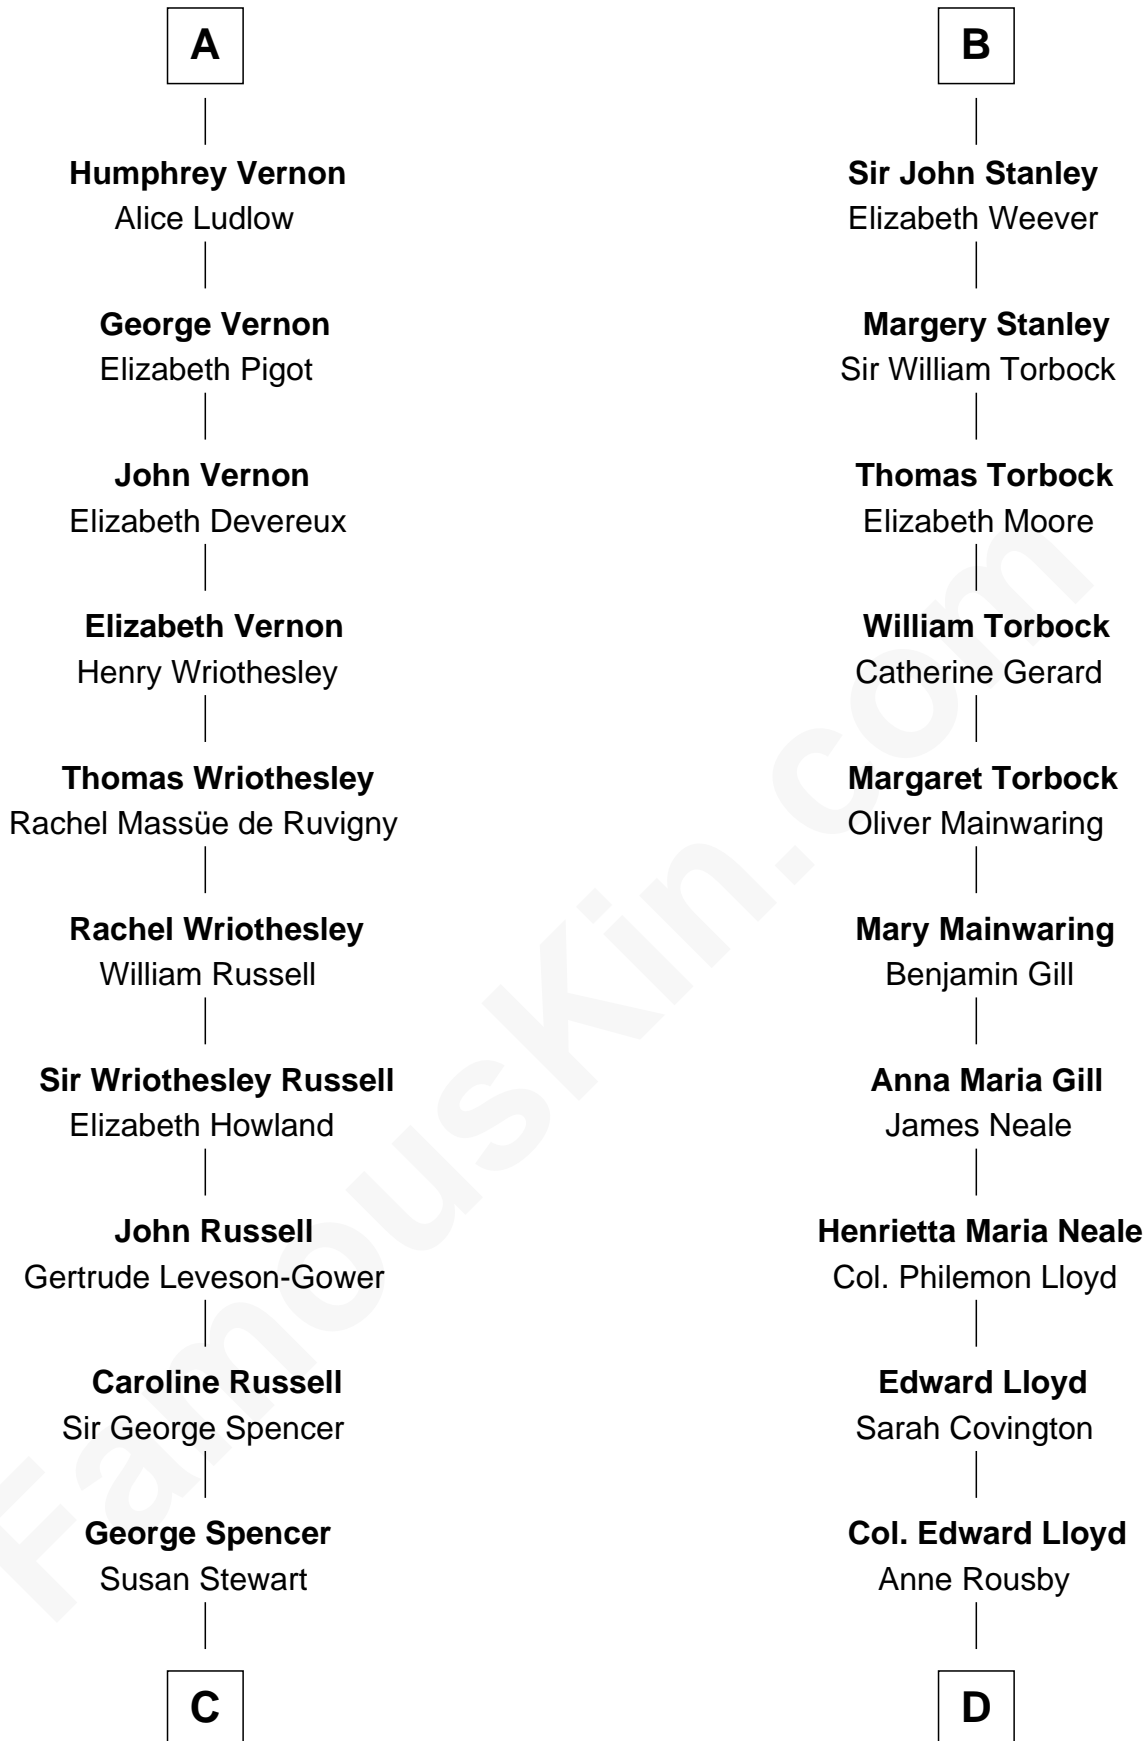 A
Humphrey Vernon
Alice Ludlow
George Vernon
Elizabeth Pigot
John Vernon
Elizabeth Devereux
Elizabeth Vernon
Henry Wriothesley
Thomas Wriothesley
Rachel Massüe de Ruvigny
Rachel Wriothesley
William Russell
Sir Wriothesley Russell
Elizabeth Howland
John Russell
Gertrude Leveson-Gower
Caroline Russell
Sir George Spencer
George Spencer
Susan Stewart
C
B
Sir John Stanley
Elizabeth Weever
Margery Stanley
Sir William Torbock
Thomas Torbock
Elizabeth Moore
William Torbock
Catherine Gerard
Margaret Torbock
Oliver Mainwaring
Mary Mainwaring
Benjamin Gill
Anna Maria Gill
James Neale
Henrietta Maria Neale
Col. Philemon Lloyd
Edward Lloyd
Sarah Covington
Col. Edward Lloyd
Anne Rousby
D
FamousKin.com